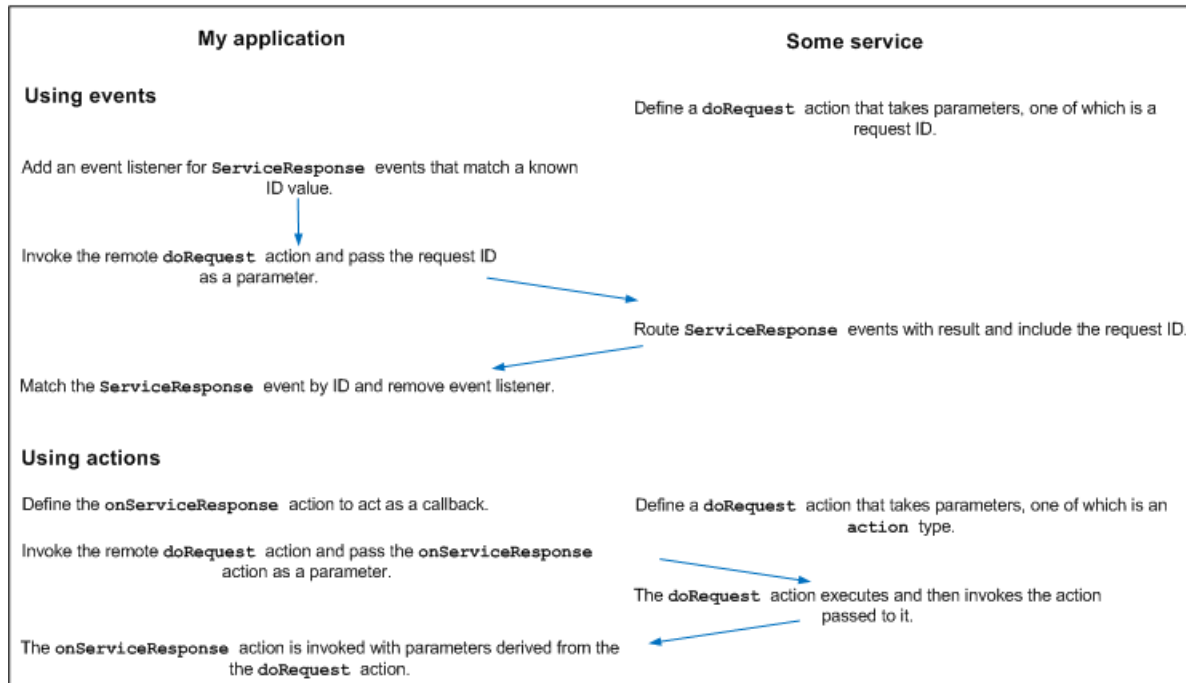 My application
Some service
Using events
Define a doRequest action that takes parameters, one of which is a
request ID.
Add an event listener for ServiceResponse events that match a known
ID value.
Invoke the remote doRequest action and pass the request ID
as a parameter.
Route ServiceResponse events with result and include the request ID.
Match the ServiceResponse event by ID and remove event listener.
Using actions
Define the onServiceResponse action to act as a callback.
Define a doRequest action that takes parameters, one of which is an
action type.
Invoke the remote doRequest action and pass the onServiceResponse
action as a parameter.
The doRequest action executes and then invokes the action
passed to it.
The onServiceResponse action is invoked with parameters derived from the
the doRequest action.